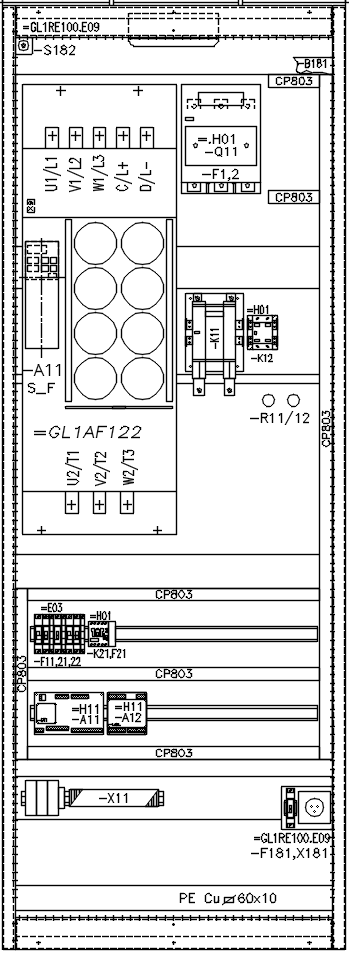 =GL1RE100.E09
-S182
-B181
CP803
U1/L1
V1/L2
W1/L3
C/L+
D/L-
=.H01
-Q11
-F1,2
CP803
-A11
S_F
-K11
=H01
-K12
-R11/12
CP803
=GL1AF122
U2/T1
V2/T2
W2/T3
CP803
=E03
=H01
-F11,21,22
-K21,F21
CP803
CP803
=H11
-A11
=H11
-A12
CP803
-X11
=GL1RE100.E09
-F181,X181
PE Cu▱60x10